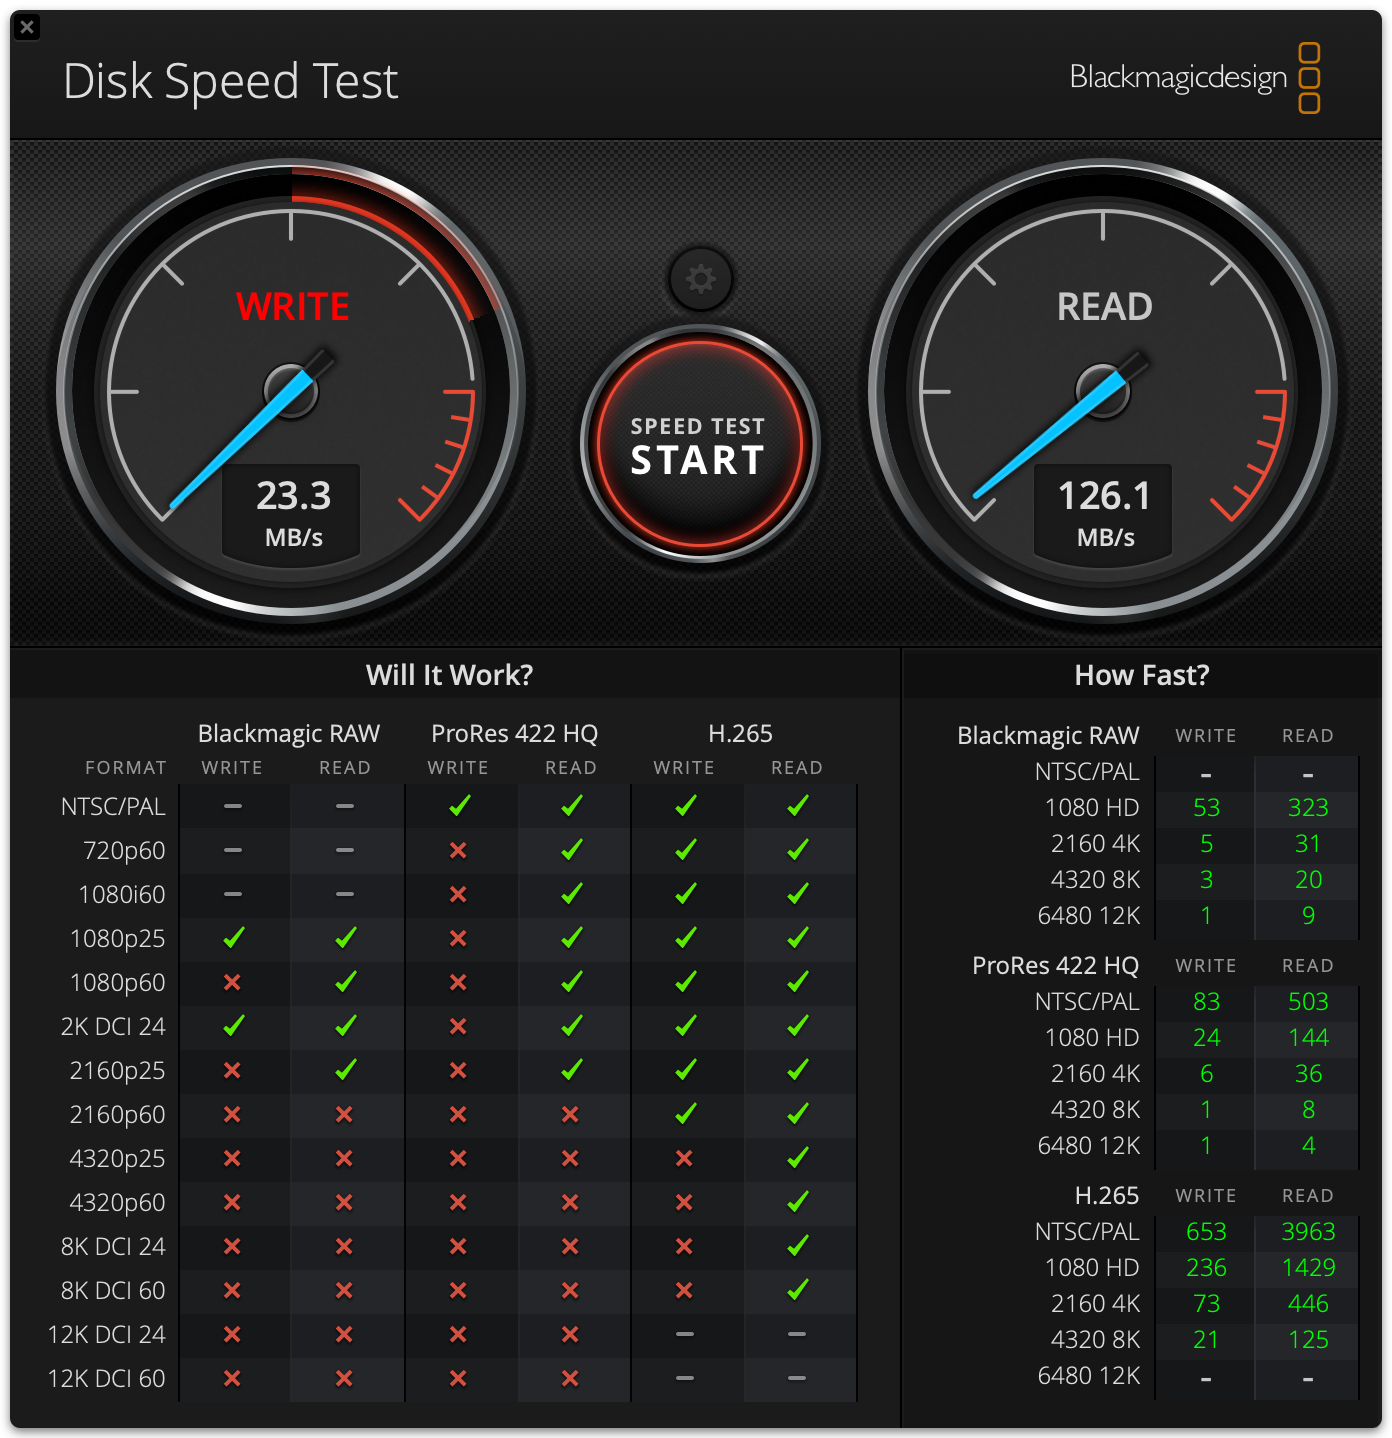 Disk Speed Test
Blackmagicdesign
WRITE
23.3
MB/s
SPEED TEST
START
READ
126.1
MB/s
Will It Work?
Blackmagic RAW ProRes 422 HQ H.265
FORMAT WRITE READ WRITE READ WRITE READ
NTSC/PAL – – ✓ ✓ ✓ ✓
720p60 – – ✗ ✓ ✓ ✓
1080i60 – – ✗ ✓ ✓ ✓
1080p25 ✓ ✓ ✗ ✓ ✓ ✓
1080p60 ✗ ✓ ✗ ✓ ✓ ✓
2K DCI 24 ✓ ✓ ✗ ✓ ✓ ✓
2160p25 ✗ ✓ ✗ ✓ ✓ ✓
2160p60 ✗ ✗ ✗ ✗ ✓ ✓
4320p25 ✗ ✗ ✗ ✗ ✗ ✓
4320p60 ✗ ✗ ✗ ✗ ✗ ✓
8K DCI 24 ✗ ✗ ✗ ✗ ✗ ✓
8K DCI 60 ✗ ✗ ✗ ✗ ✗ ✓
12K DCI 24 ✗ ✗ ✗ ✗ – –
12K DCI 60 ✗ ✗ ✗ ✗ – –
How Fast?
Blackmagic RAW WRITE READ
NTSC/PAL - -
1080 HD 53 323
2160 4K 5 31
4320 8K 3 20
6480 12K 1 9
ProRes 422 HQ WRITE READ
NTSC/PAL 83 503
1080 HD 24 144
2160 4K 6 36
4320 8K 1 8
6480 12K 1 4
H.265 WRITE READ
NTSC/PAL 653 3963
1080 HD 236 1429
2160 4K 73 446
4320 8K 21 125
6480 12K - -